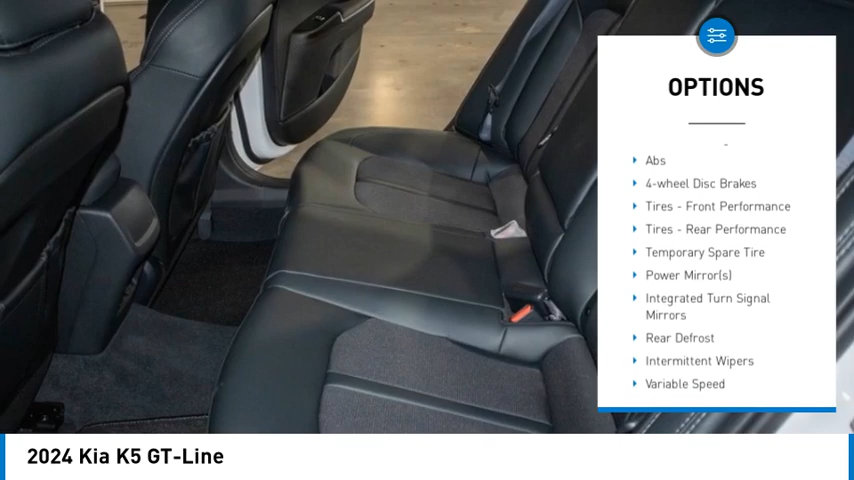 OPTIONS
Abs
4-wheel Disc Brakes
Tires - Front Performance
Tires - Rear Performance
Temporary Spare Tire
Power Mirror(s)
Integrated Turn Signal
Mirrors
Rear Defrost
Intermittent Wipers
Variable Speed
2024 Kia K5 GT-Line